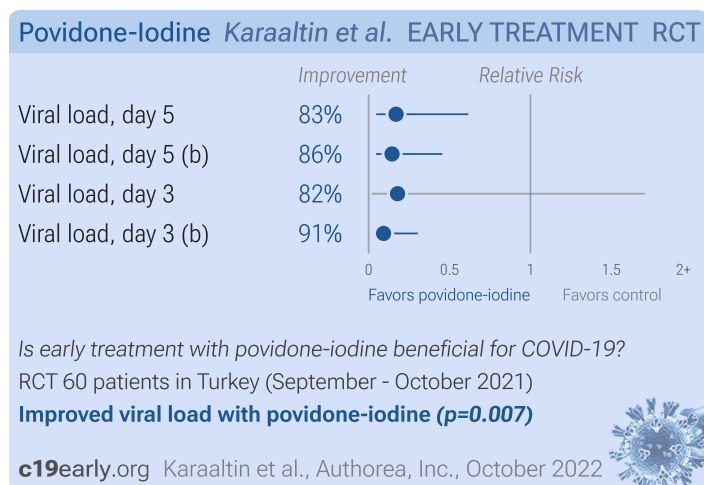 Povidone-Iodine Karaaltin et al. EARLY TREATMENT RCT
Improvement Relative Risk
Viral load, day 5 83%
Viral load, day 5 (b) 86%
Viral load, day 3 82%
Viral load, day 3 (b) 91%
0 0.5 1 1.5 2+
Favors povidone-iodine Favors control
Is early treatment with povidone-iodine beneficial for COVID-19?
RCT 60 patients in Turkey (September - October 2021)
Improved viral load with povidone-iodine (p=0.007)
c19early.org Karaaltin et al., Authorea, Inc., October 2022